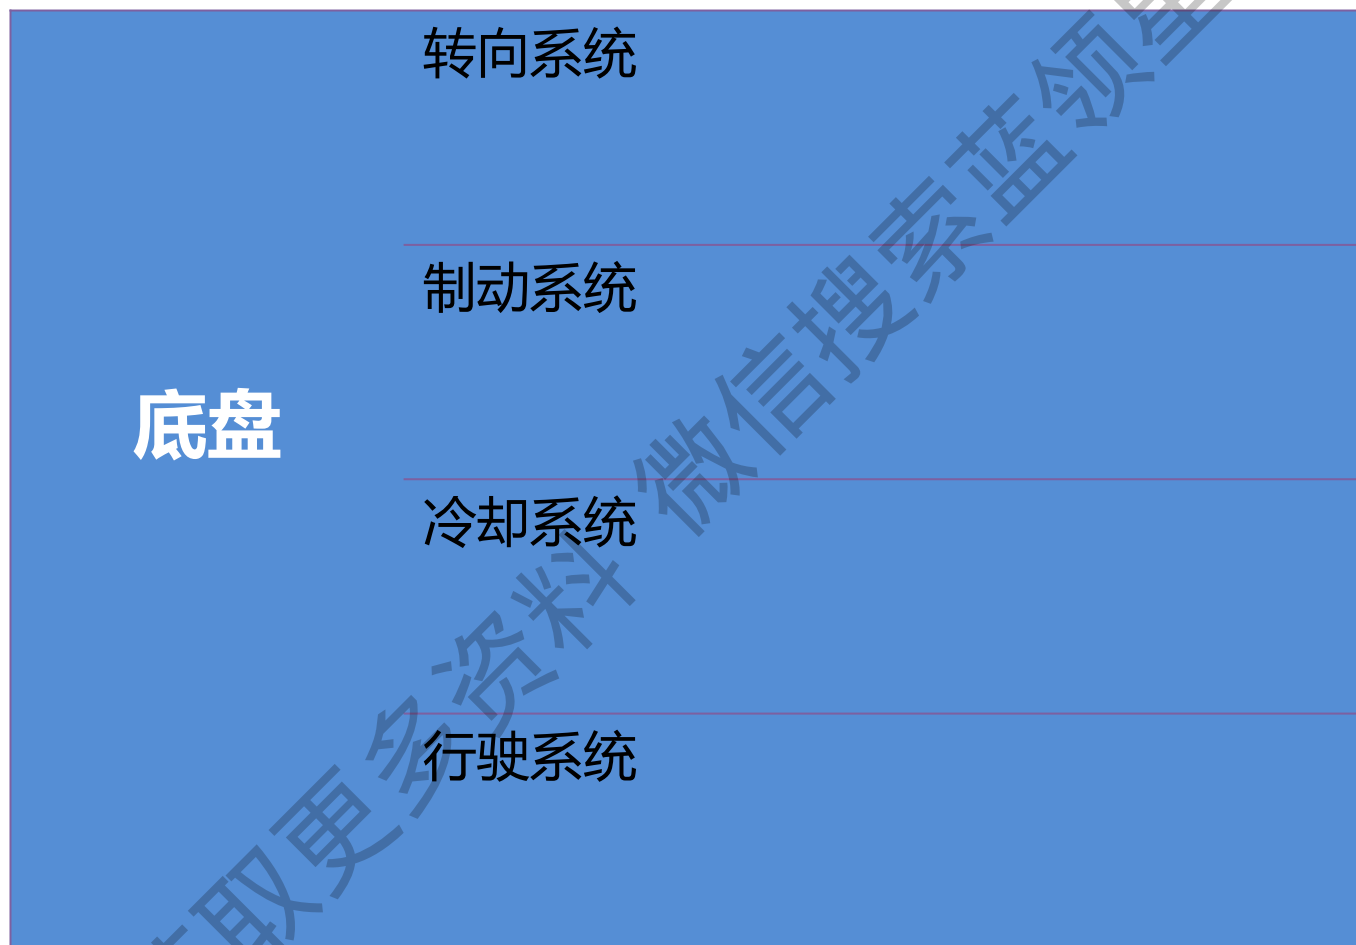 转向系统
制动系统
底盘
冷却系统
行驶系统
取更多资料 微信搜索蓝领星